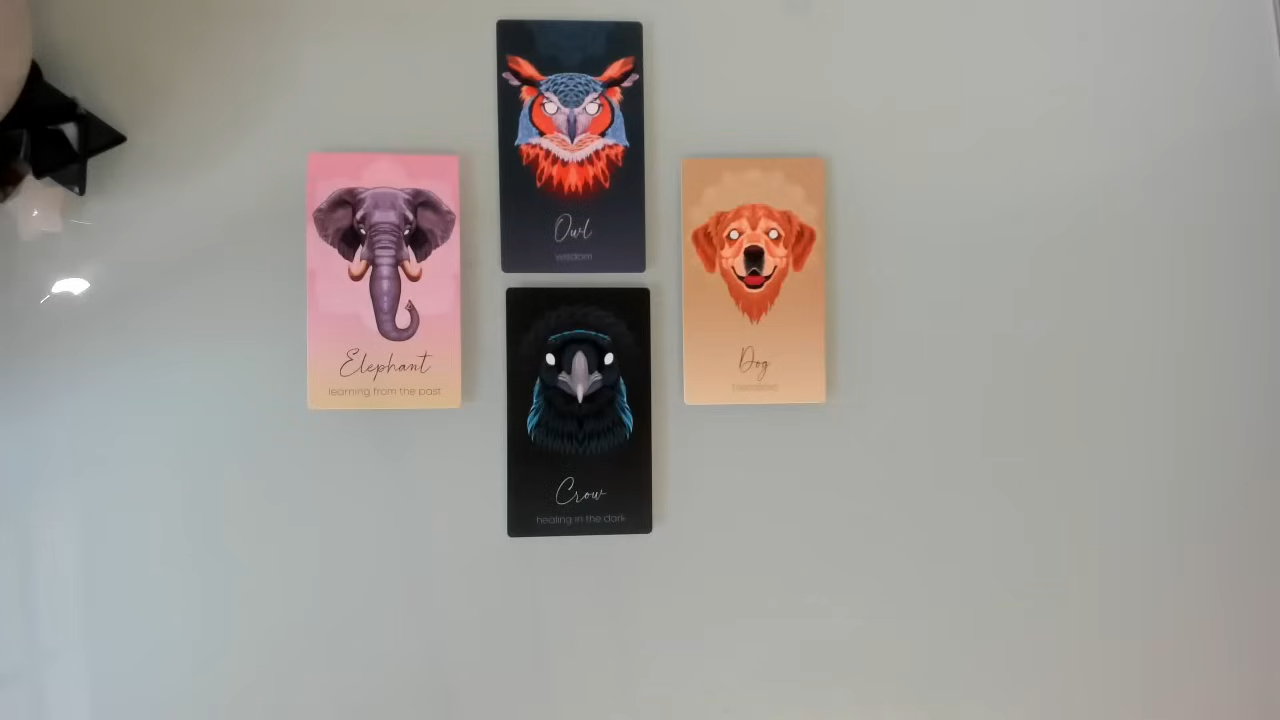 Owl
wisdom
Elephant
learning from the past
Dog
Crow
healing in the dark